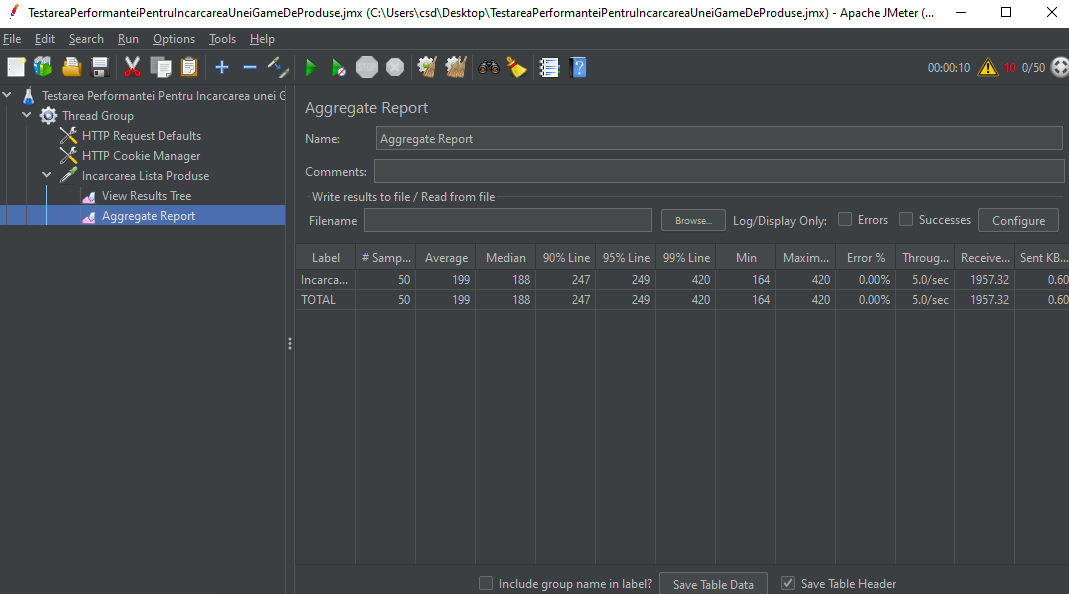 TestareaPerformanteiPentruIncarcareaUneiGameDeProduse.jmx (C:\Users\csd\Desktop\TestareaPerformanteiPentruIncarcareaUneiGameDeProduse.jmx) - Apache JMeter (...
File Edit Search Run Options Tools Help
00:00:10 10 0/50
Testarea Performantei Pentru Incarcarea unei G
Thread Group
HTTP Request Defaults
HTTP Cookie Manager
Incarcarea Lista Produse
View Results Tree
Aggregate Report
Aggregate Report
Name: Aggregate Report
Comments:
Write results to file / Read from file
Filename Browse... Log/Display Only: Errors Successes Configure
Label # Samp... Average Median 90% Line 95% Line 99% Line Min Maxim... Error % Throug... Receive... Sent KB...
Incarca... 50 199 188 247 249 420 164 420 0.00% 5.0/sec 1957.32 0.60
TOTAL 50 199 188 247 249 420 164 420 0.00% 5.0/sec 1957.32 0.60
Include group name in label? Save Table Data Save Table Header